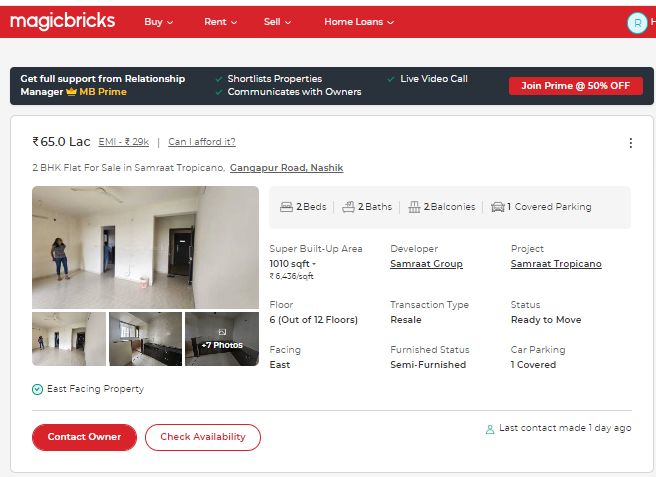 magicbricks Buy Rent Sell Home Loans R H
Get full support from Relationship Manager MB Prime
Shortlists Properties
Live Video Call
Communicates with Owners
Join Prime @ 50% OFF
₹65.0 Lac EMI - ₹ 29k | Can I afford it?
2 BHK Flat For Sale in Samraat Tropicano, Gangapur Road, Nashik
2 Beds 2 Baths 2 Balconies 1 Covered Parking
Super Built-Up Area
1010 sqft
₹ 6,436/sqft
Developer
Samraat Group
Project
Samraat Tropicano
Floor
6 (Out of 12 Floors)
Transaction Type
Resale
Status
Ready to Move
Facing
East
Furnished Status
Semi-Furnished
Car Parking
1 Covered
+7 Photos
East Facing Property
Contact Owner
Check Availability
Last contact made 1 day ago